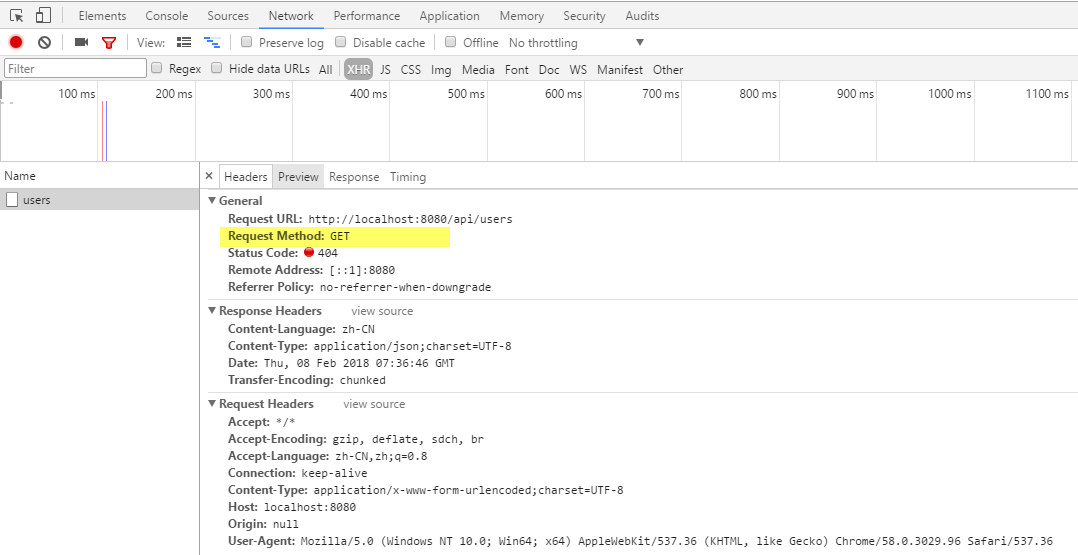 Elements Console Sources Network Performance Application Memory Security Audits
View: Preserve log Disable cache Offline No throttling
Filter Regex Hide data URLs All XHR JS CSS Img Media Font Doc WS Manifest Other
100 ms 200 ms 300 ms 400 ms 500 ms 600 ms 700 ms 800 ms 900 ms 1000 ms 1100 ms
Name × Headers Preview Response Timing
users
General
Request URL: http://localhost:8080/api/users
Request Method: GET
Status Code: 404
Remote Address: [::1]:8080
Referrer Policy: no-referrer-when-downgrade
Response Headers view source
Content-Language: zh-CN
Content-Type: application/json;charset=UTF-8
Date: Thu, 08 Feb 2018 07:36:46 GMT
Transfer-Encoding: chunked
Request Headers view source
Accept: */*
Accept-Encoding: gzip, deflate, sdch, br
Accept-Language: zh-CN,zh;q=0.8
Connection: keep-alive
Content-Type: application/x-www-form-urlencoded;charset=UTF-8
Host: localhost:8080
Origin: null
User-Agent: Mozilla/5.0 (Windows NT 10.0; Win64; x64) AppleWebKit/537.36 (KHTML, like Gecko) Chrome/58.0.3029.96 Safari/537.36